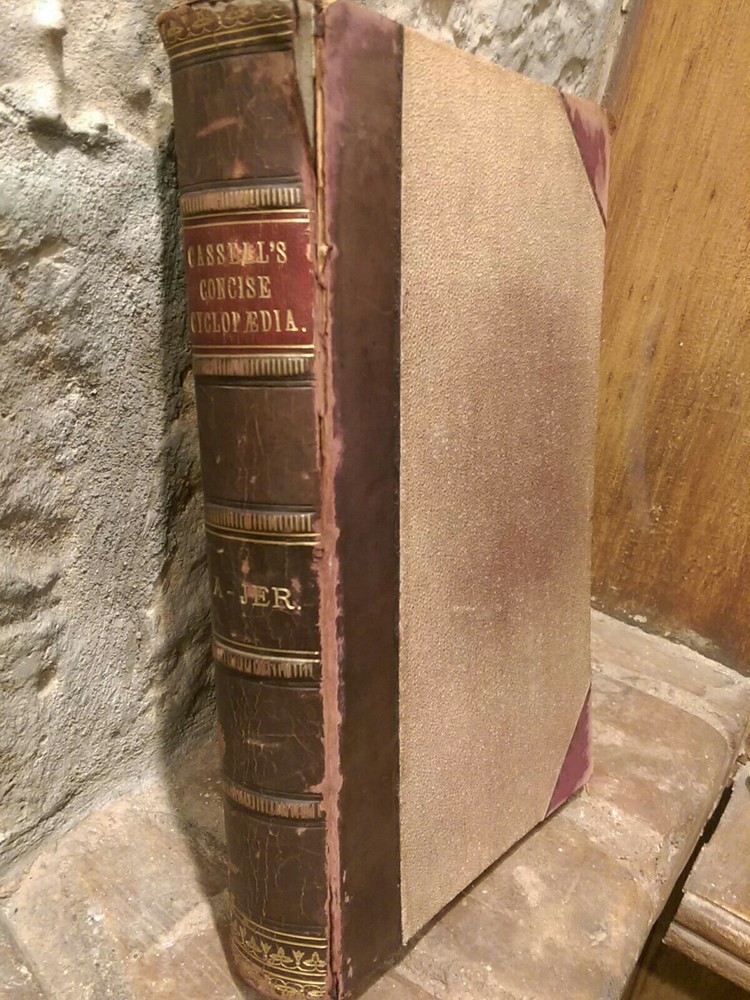 CASSELL'S
CONCISE
CYCLOPÆDIA.
A-JER.